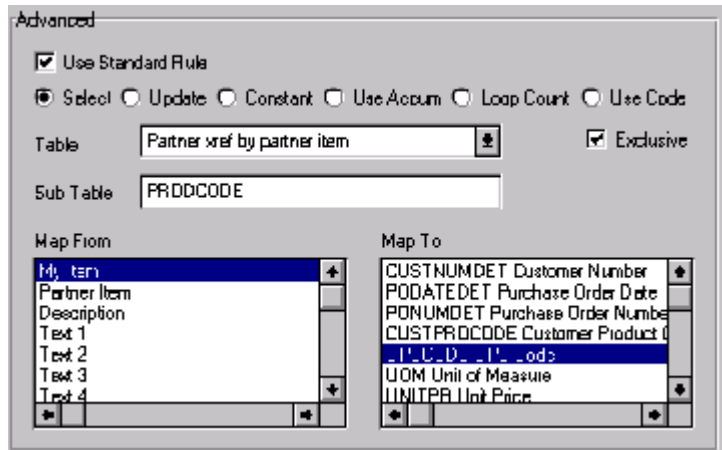 Advanced
Use Standard Rule
Select Update Constant Use Accum Loop Count Use Code
Table Partner xref by partner item Exclusive
Sub Table PRODCODE
Map From Map To
My Item
Partner Item
Description
Text 1
Text 2
Text 3
Text 4
CUSTNUMDET Customer Number
PODATEDET Purchase Order Date
PONUMDET Purchase Order Numbe
CUSTPRDCODE Customer Product C
Code
UOM Unit of Measure
UNITPR Unit Price